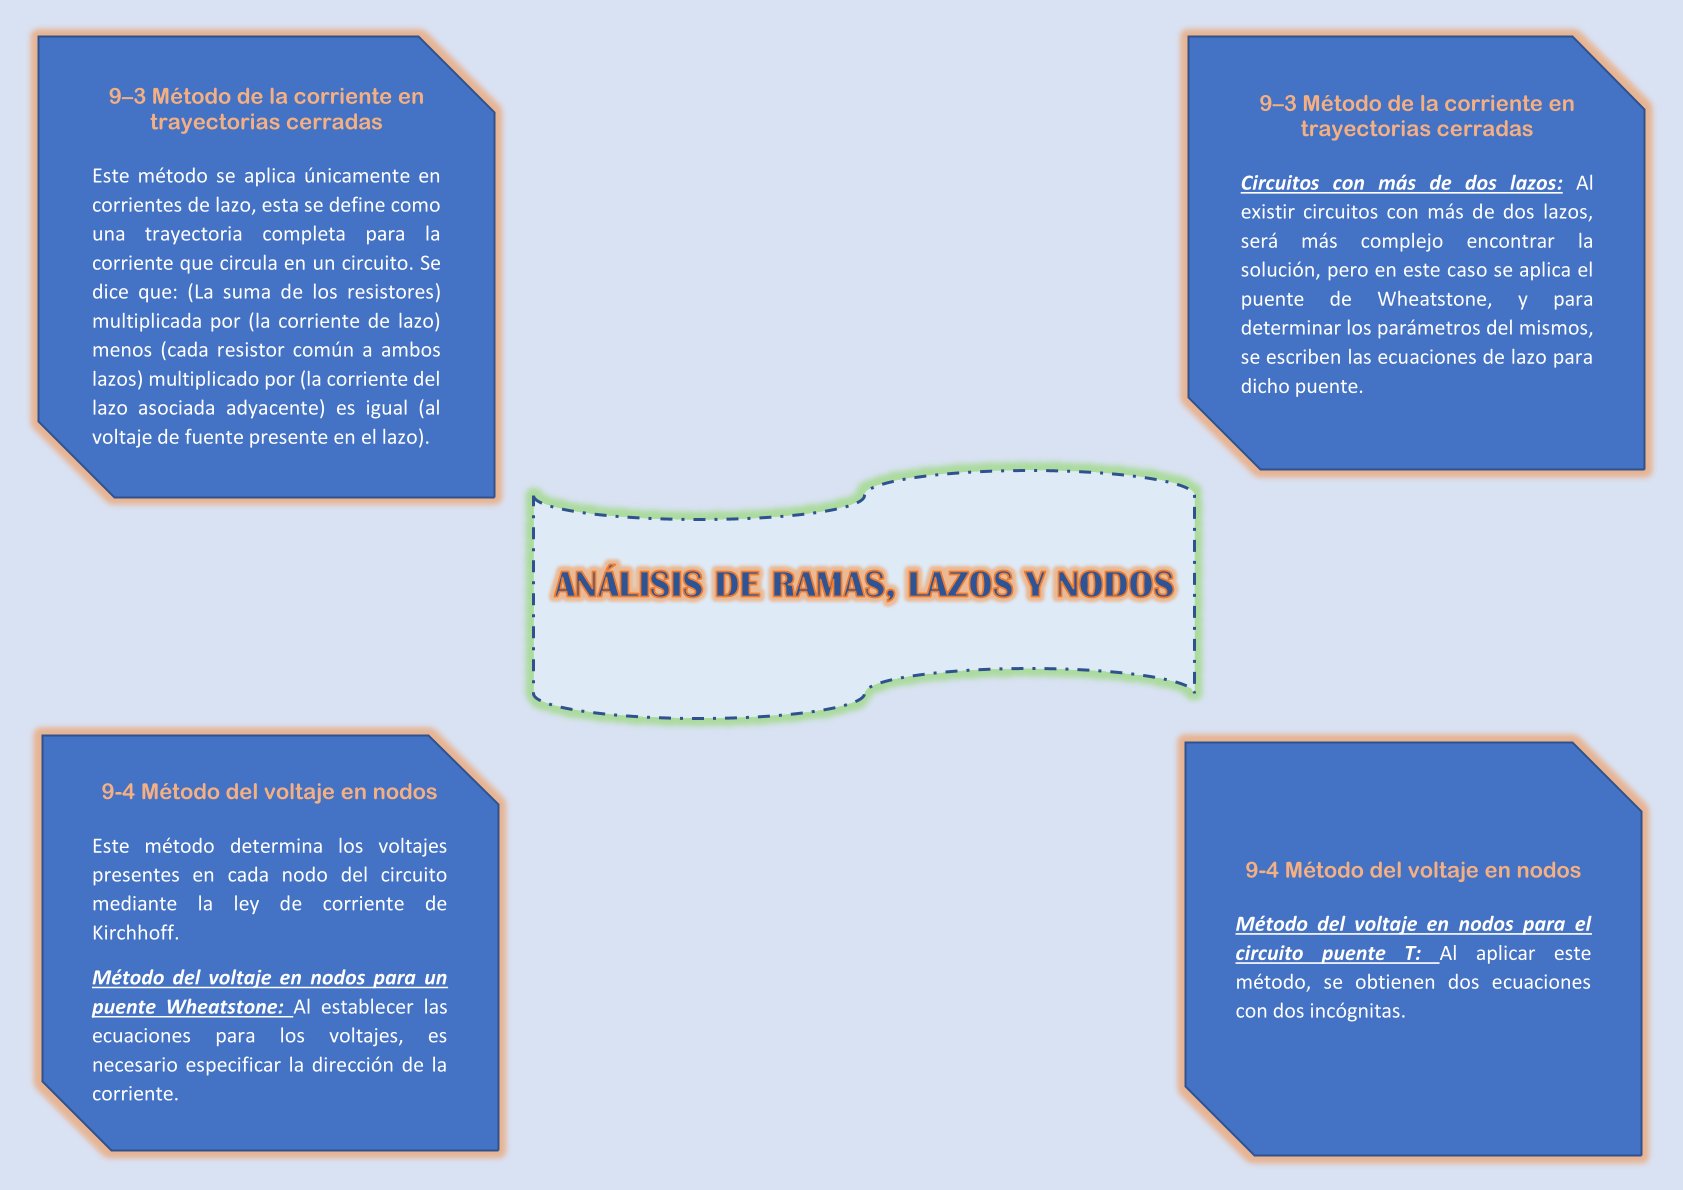 9–3 Método de la corriente en
trayectorias cerradas
Este método se aplica únicamente en
corrientes de lazo, esta se define como
una trayectoria completa para la
corriente que circula en un circuito. Se
dice que: (La suma de los resistores)
multiplicada por (la corriente de lazo)
menos (cada resistor común a ambos
lazos) multiplicado por (la corriente del
lazo asociada adyacente) es igual (al
voltaje de fuente presente en el lazo).
9–3 Método de la corriente en
trayectorias cerradas
Circuitos con más de dos lazos: Al
existir circuitos con más de dos lazos,
será más complejo encontrar la
solución, pero en este caso se aplica el
puente de Wheatstone, y para
determinar los parámetros del mismos,
se escriben las ecuaciones de lazo para
dicho puente.
ANÁLISIS DE RAMAS, LAZOS Y NODOS
9-4 Método del voltaje en nodos
Este método determina los voltajes
presentes en cada nodo del circuito
mediante la ley de corriente de
Kirchhoff.
Método del voltaje en nodos para un
puente Wheatstone: Al establecer las
ecuaciones para los voltajes, es
necesario especificar la dirección de la
corriente.
9-4 Método del voltaje en nodos
Método del voltaje en nodos para el
circuito puente T: Al aplicar este
método, se obtienen dos ecuaciones
con dos incógnitas.